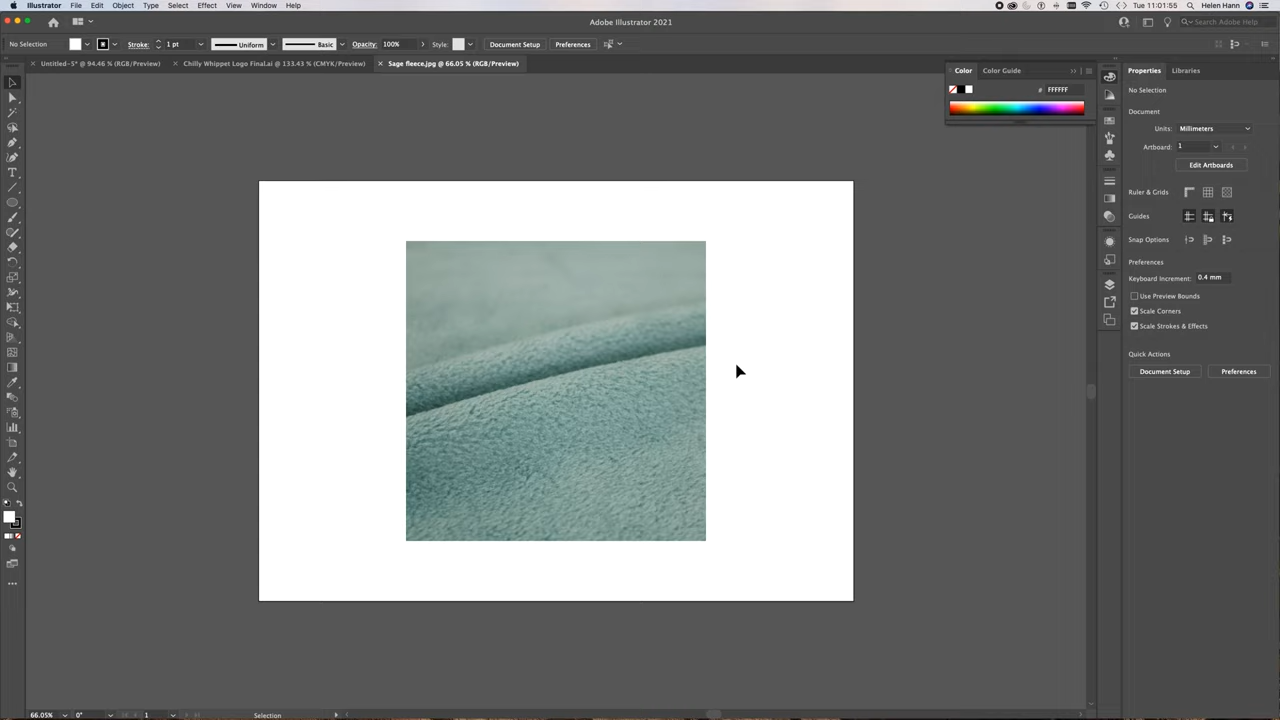 Illustrator File Edit Object Type Select Effect View Window Help
Tue 11:01:55 Helen Hann
Adobe Illustrator 2021
Search Adobe Help
No Selection Stroke: 1 pt Uniform Basic Opacity: 100% Style: Document Setup Preferences
Untitled-5* @ 94.46 % (RGB/Preview) Chilly Whippet Logo Final.ai @ 133.43 % (CMYK/Preview) Sage fleece.jpg @ 66.05 % (RGB/Preview)
Color Color Guide
# FFFFFF
Properties Libraries
No Selection
Document
Units: Millimeters
Artboard: 1
Edit Artboards
Ruler & Grids
Guides
Snap Options
Preferences
Keyboard Increment: 0.4 mm
Use Preview Bounds
Scale Corners
Scale Strokes & Effects
Quick Actions
Document Setup Preferences
66.05% 0° 1 Selection